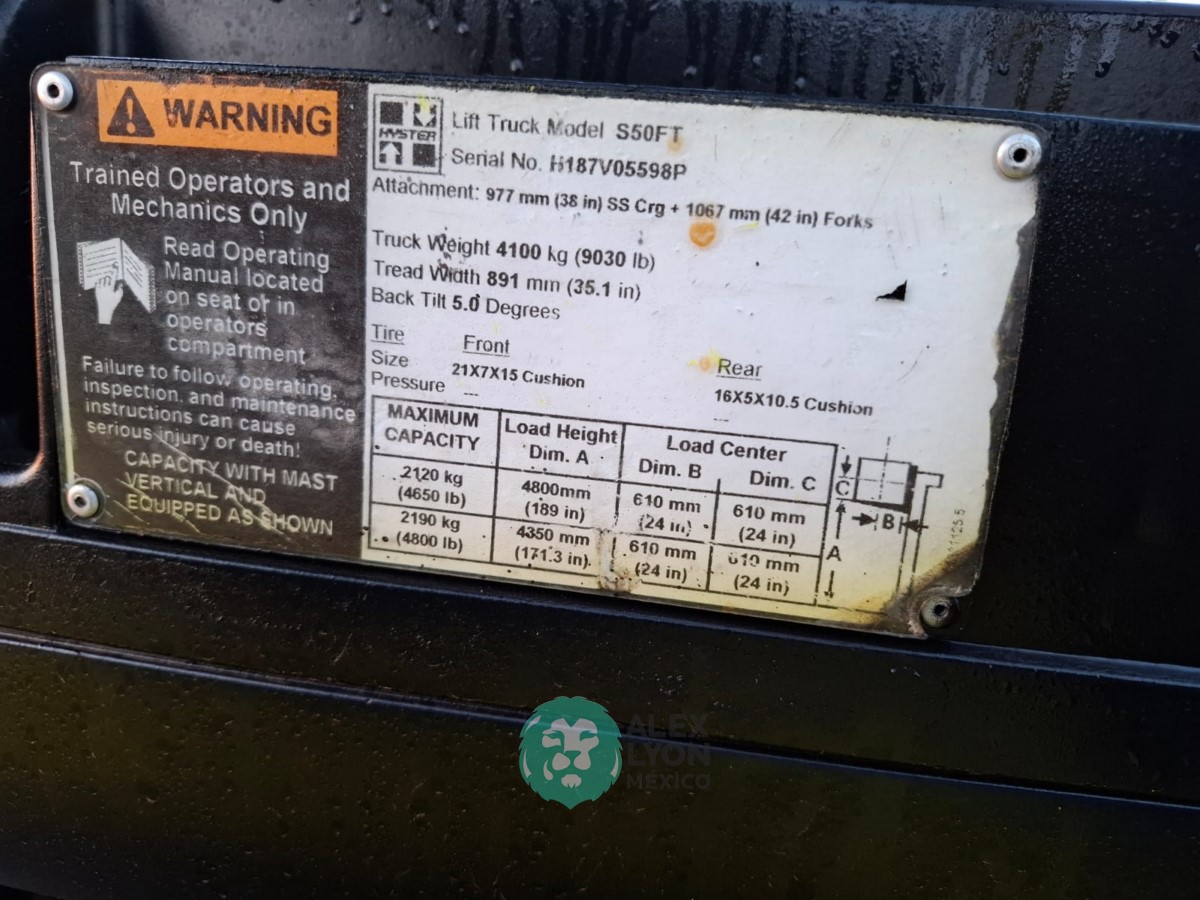 WARNING
Trained Operators and
Mechanics Only
Read Operating
Manual located
on seat or in
operators
compartment
Failure to follow operating,
inspection, and maintenance
instructions can cause
serious injury or death!
CAPACITY WITH MAST
VERTICAL AND
EQUIPPED AS SHOWN
HYSTER
Lift Truck Model S50FT
Serial No. H187V05598P
Attachment: 977 mm (38 in) SS Crg + 1067 mm (42 in) Forks
Truck Weight 4100 kg (9030 lb)
Tread Width 891 mm (35.1 in)
Back Tilt 5.0 Degrees
Tire Front Rear
Size 21X7X15 Cushion 16X5X10.5 Cushion
Pressure --- ---
MAXIMUM CAPACITY Load Height Dim. A Load Center
Dim. B Dim. C
2120 kg 4800mm 610 mm 610 mm
(4650 lb) (189 in) (24 in) (24 in)
2190 kg 4350 mm 610 mm 610 mm
(4800 lb) (171.3 in) (24 in) (24 in)
C
B
A
ALEX
LYON
MÉXICO